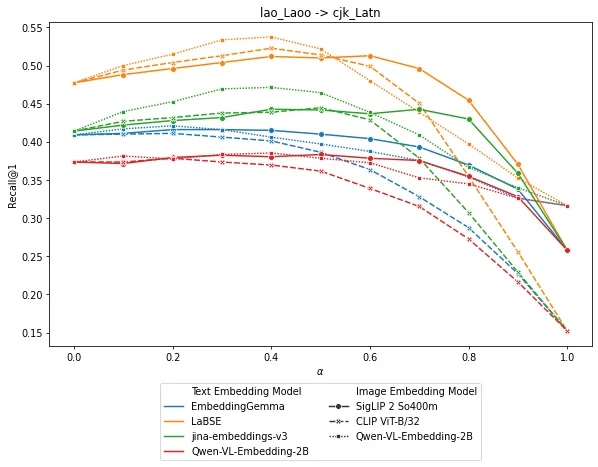 lao_Laoo -> cjk_Latn
0.55
0.50
0.45
0.40
0.35
0.30
0.25
0.20
0.15
Recall@1
0.0
0.2
0.4
0.6
0.8
1.0
α
Text Embedding Model
EmbeddingGemma
LaBSE
jina-embeddings-v3
Qwen-VL-Embedding-2B
Image Embedding Model
SigLIP 2 So400m
CLIP ViT-B/32
Qwen-VL-Embedding-2B